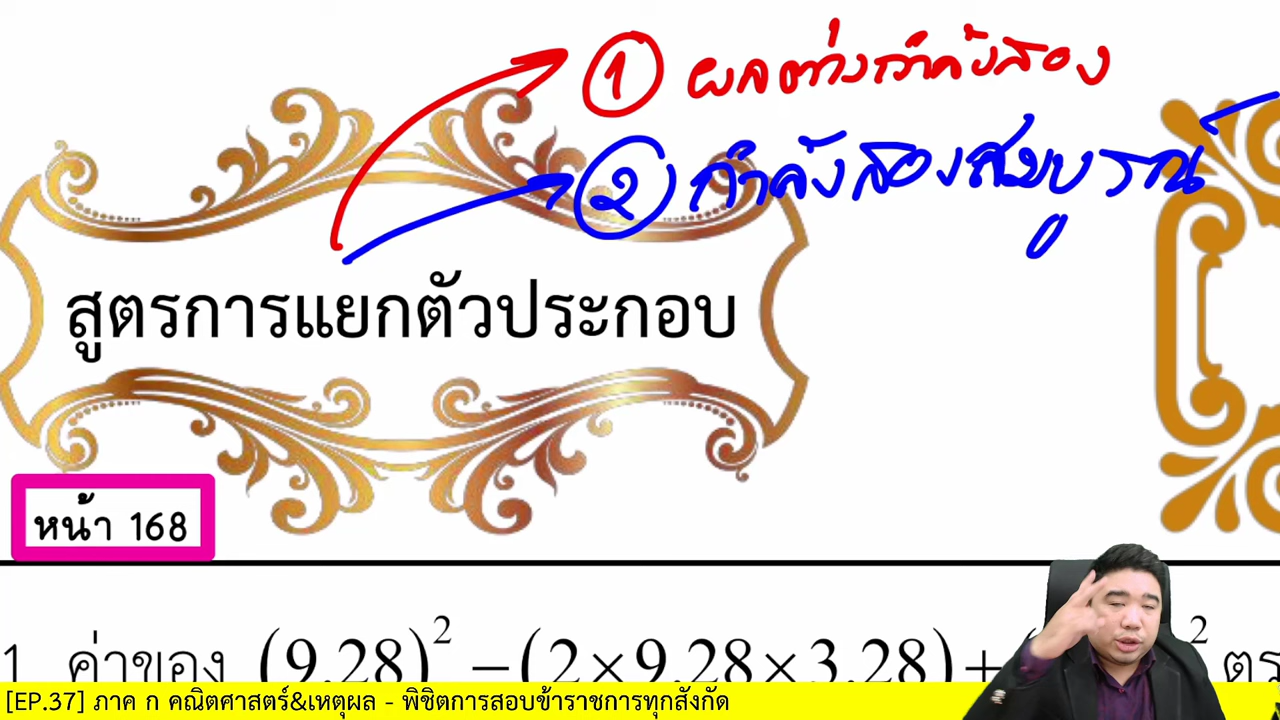 ① ผลต่างกำลังสอง
② กำลังสองสมบูรณ์
สูตรการแยกตัวประกอบ
หน้า 168
1 ค่าของ (9.28)² −(2×9.28×3.28)+( ² ตร
[EP.37] ภาค ก คณิตศาสตร์&เหตุผล - พิชิตการสอบข้าราชการทุกสังกัด